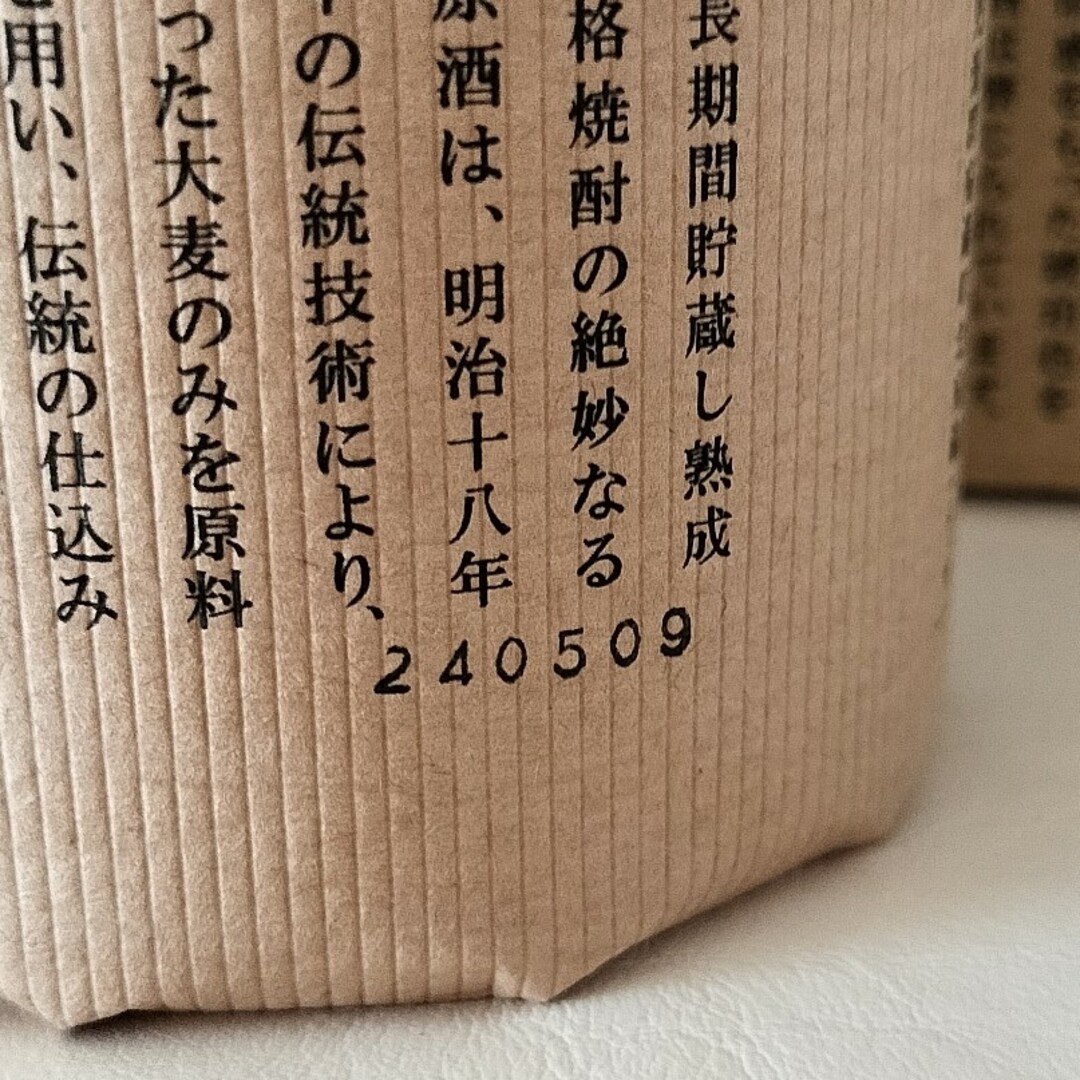 長期間貯蔵し熟成
格焼酎の絶妙なる
原酒は、明治十八年
の伝統技術により、
った大麦のみを原料
用い、伝統の仕込み
240509